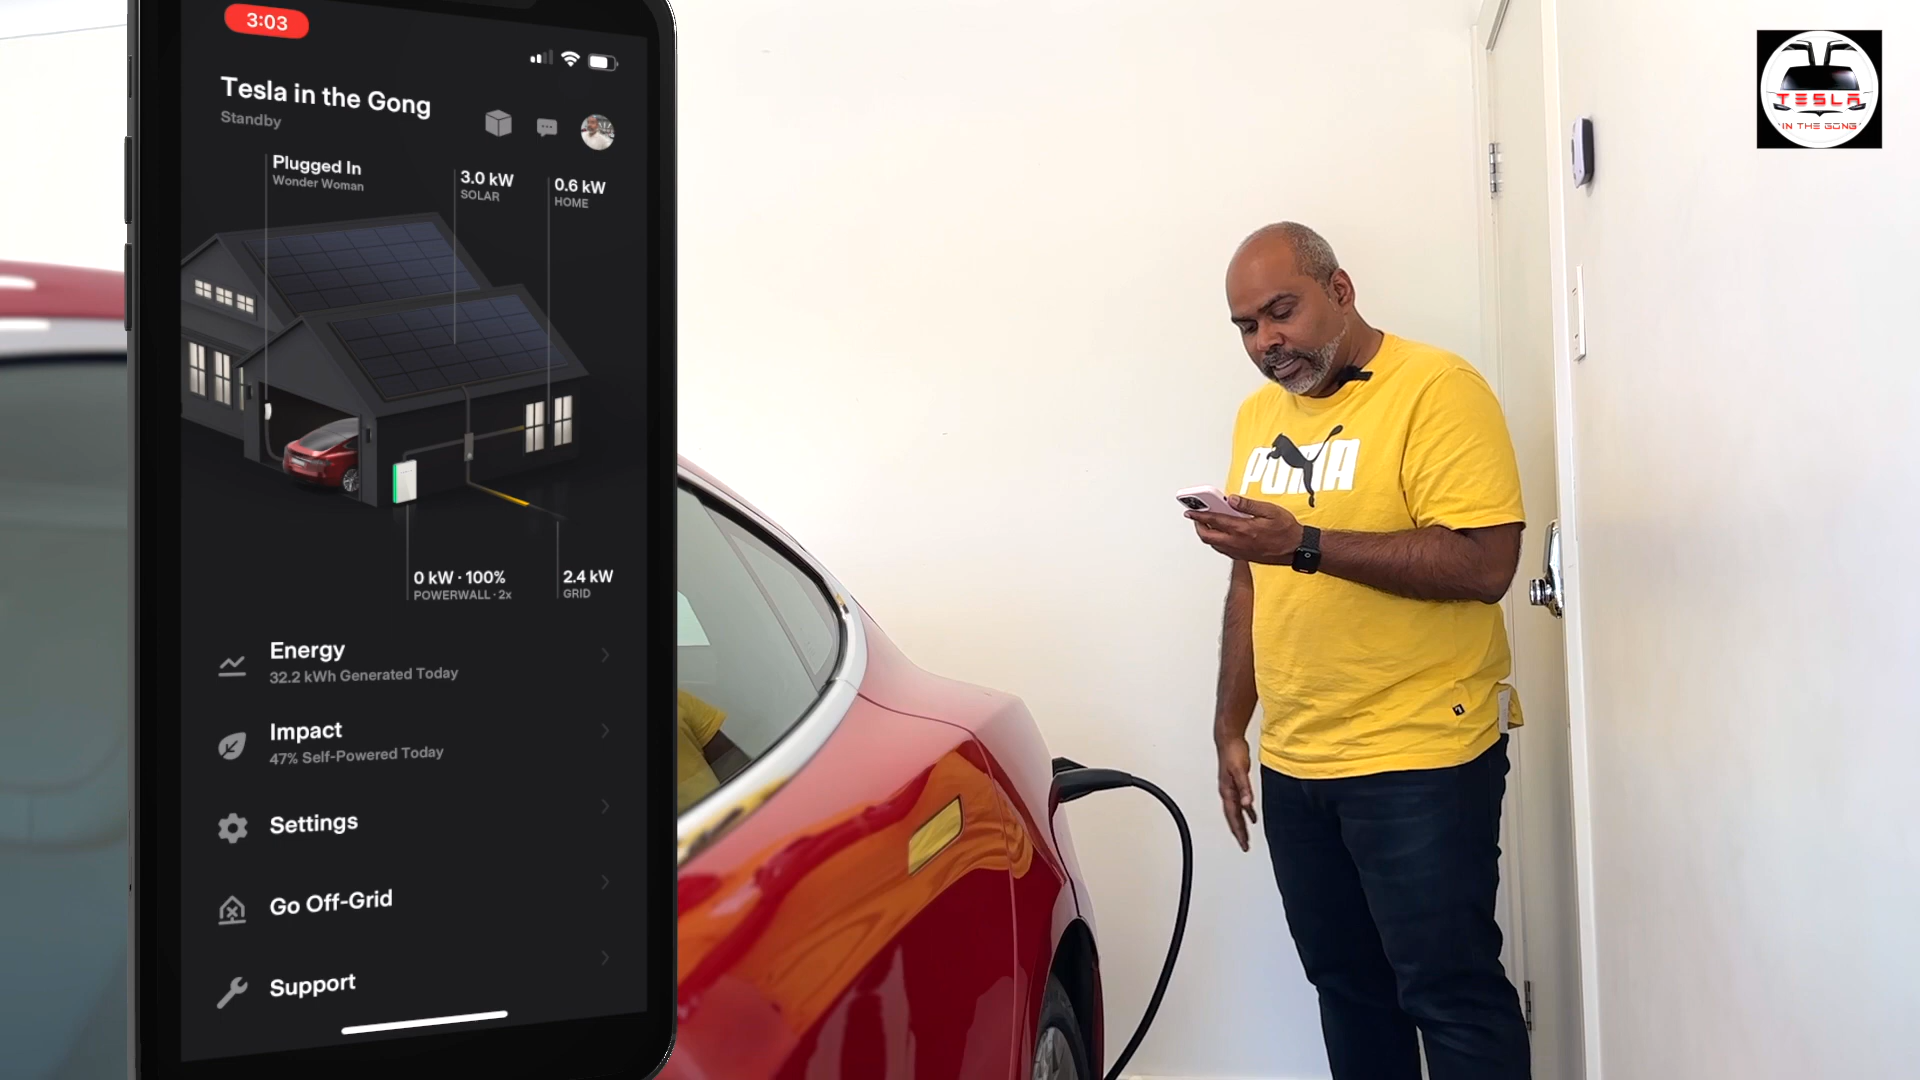 3:03
Tesla in the Gong
Standby
Plugged In
Wonder Woman
3.0 kW
SOLAR
0.6 kW
HOME
0 kW · 100%
POWERWALL · 2x
2.4 kW
GRID
Energy
32.2 kWh Generated Today
Impact
47% Self-Powered Today
Settings
Go Off-Grid
Support
PUMA
TESLA
IN THE GONG